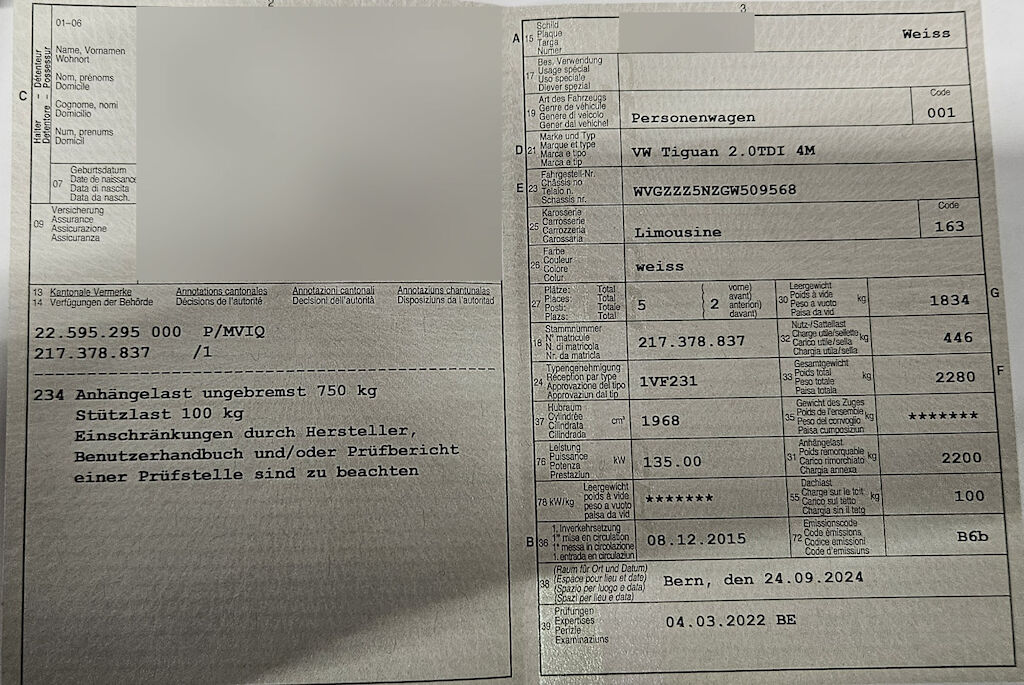 2
C
Halter - Détenteur
Detentore - Possessur
01-06
Name, Vornamen
Wohnort
Nom, prénoms
Domicile
Cognome, nomi
Domicilio
Num, prenums
Domicil
07
Geburtsdatum
Date de naissance
Data di nascita
Data da nasch.
09
Versicherung
Assurance
Assicurazione
Assicuranza
13 Kantonale Vermerke Annotations cantonales Annotazioni cantonali Annotaziuns chantunalas
14 Verfügungen der Behörde Décisions de l'autorité Decisioni dell'autorità Disposiziuns da l'autoritad
22.595.295 000 P/MVIQ
217.378.837 /1
234 Anhängelast ungebremst 750 kg
Stützlast 100 kg
Einschränkungen durch Hersteller,
Benutzerhandbuch und/oder Prüfbericht
einer Prüfstelle sind zu beachten
3
A 15
Schild
Plaque
Targa
Numer
Weiss
17
Bes. Verwendung
Usage spécial
Uso speciale
Diever spezial
19
Art des Fahrzeugs
Genre de véhicule
Genere di veicolo
Gener dal vehichel
Personenwagen
Code
001
D 21
Marke und Typ
Marque et type
Marca e tipo
Marca e tip
VW Tiguan 2.0TDI 4M
E 23
Fahrgestell-Nr.
Châssis no
Telaio n.
Schassis nr.
WVGZZZ5NZGW509568
25
Karosserie
Carrosserie
Carrozzeria
Carossaria
Limousine
Code
163
26
Farbe
Couleur
Colore
Colur
weiss
27
Plätze: Total
Places: Total
Posti: Totale
Plazs: Total
5
2
vorne)
avant)
anteriori)
davant)
30
Leergewicht
Poids à vide
Peso a vuoto
Paisa da vid
kg
1834
G
18
Stammnummer
N° matricule
N. di matricola
Nr. da matricla
217.378.837
32
Nutz-/Sattellast
Charge utile/sellette
Carico utile/sella
Chargia utila/sella
kg
446
24
Typengenehmigung
Réception par type
Approvazione del tipo
Approvaziun dal tip
1VF231
33
Gesamtgewicht
Poids total
Peso totale
Paisa totala
kg
2280
F
37
Hubraum
Cylindrée
Cilindrata
Cilindrada
cm³
1968
35
Gewicht des Zuges
Poids de l'ensemble
Peso del convoglio
Paisa cumposiziun
kg
*******
76
Leistung
Puissance
Potenza
Prestaziun
kW
135.00
31
Anhängelast
Poids remorquable
Carico rimorchiato
Chargia annexa
kg
2200
78 kW/kg
Leergewicht
poids à vide
peso a vuoto
paisa da vid
*******
55
Dachlast
Charge sur le toit
Carico sul tetto
Chargia sin il tetg
kg
100
B 36
1. Inverkehrsetzung
1re mise en circulation
1a messa in circolazione
1. entrada en circulaziun
08.12.2015
72
Emissionscode
Code émissions
Codice emissioni
Code d'emissiuns
B6b
38
(Raum für Ort und Datum)
(Espace pour lieu et date)
(Spazio per luogo e data)
(Spazi per lieu e data)
Bern, den 24.09.2024
39
Prüfungen
Expertises
Perizie
Examinaziuns
04.03.2022 BE